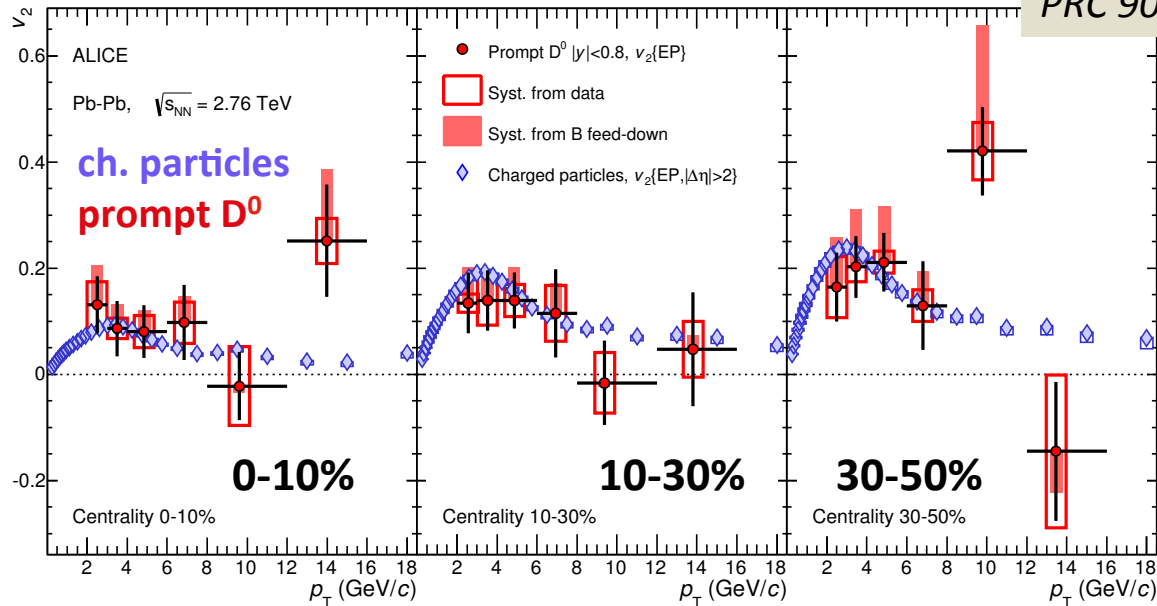 PRC 90
v₂
0.6
0.4
0.2
0
-0.2
ALICE
Pb-Pb, √sNN = 2.76 TeV
ch. particles
prompt D⁰
0-10%
Centrality 0-10%
2 4 6 8 10 12 14 16 18
pT (GeV/c)
Prompt D⁰ |y|<0.8, v₂{EP}
Syst. from data
Syst. from B feed-down
Charged particles, v₂{EP,|Δη|>2}
10-30%
Centrality 10-30%
2 4 6 8 10 12 14 16 18
pT (GeV/c)
30-50%
Centrality 30-50%
2 4 6 8 10 12 14 16 18
pT (GeV/c)